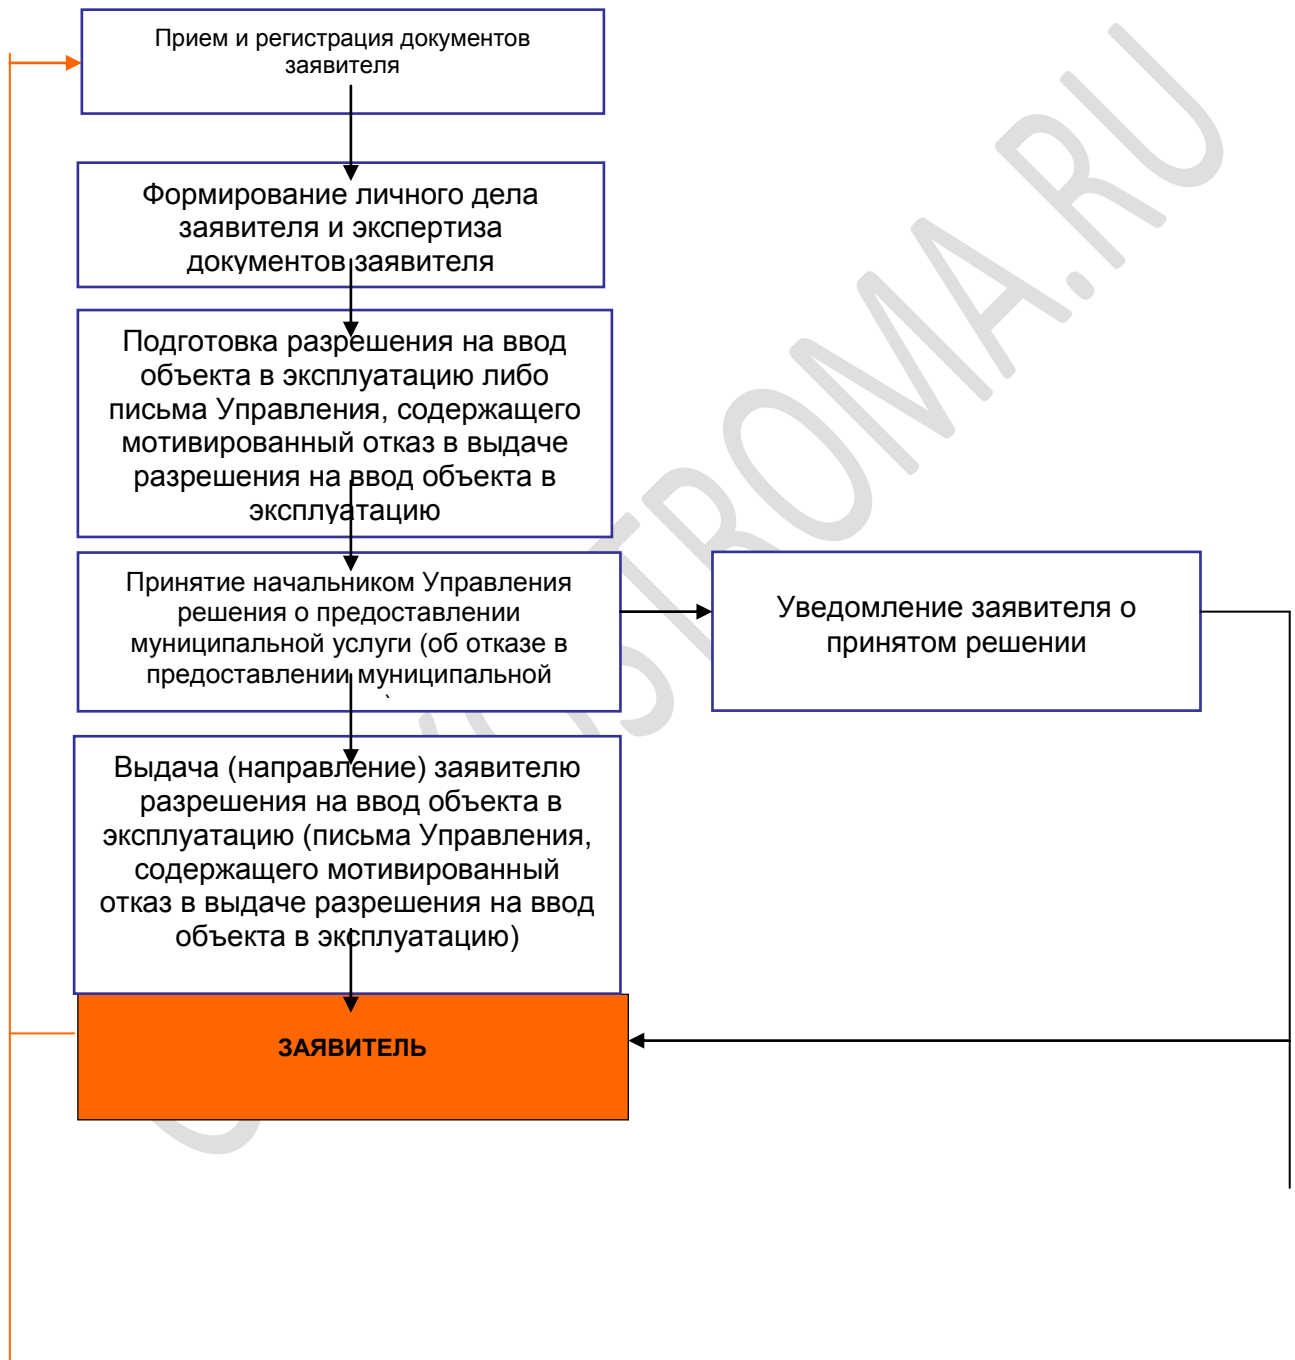 Прием и регистрация документов
заявителя
Формирование личного дела
заявителя и экспертиза
документов заявителя
Подготовка разрешения на ввод
объекта в эксплуатацию либо
письма Управления, содержащего
мотивированный отказ в выдаче
разрешения на ввод объекта в
эксплуатацию
Принятие начальником Управления
решения о предоставлении
муниципальной услуги (об отказе в
предоставлении муниципальной
Уведомление заявителя о
принятом решении
Выдача (направление) заявителю
разрешения на ввод объекта в
эксплуатацию (письма Управления,
содержащего мотивированный
отказ в выдаче разрешения на ввод
объекта в эксплуатацию)
ЗАЯВИТЕЛЬ